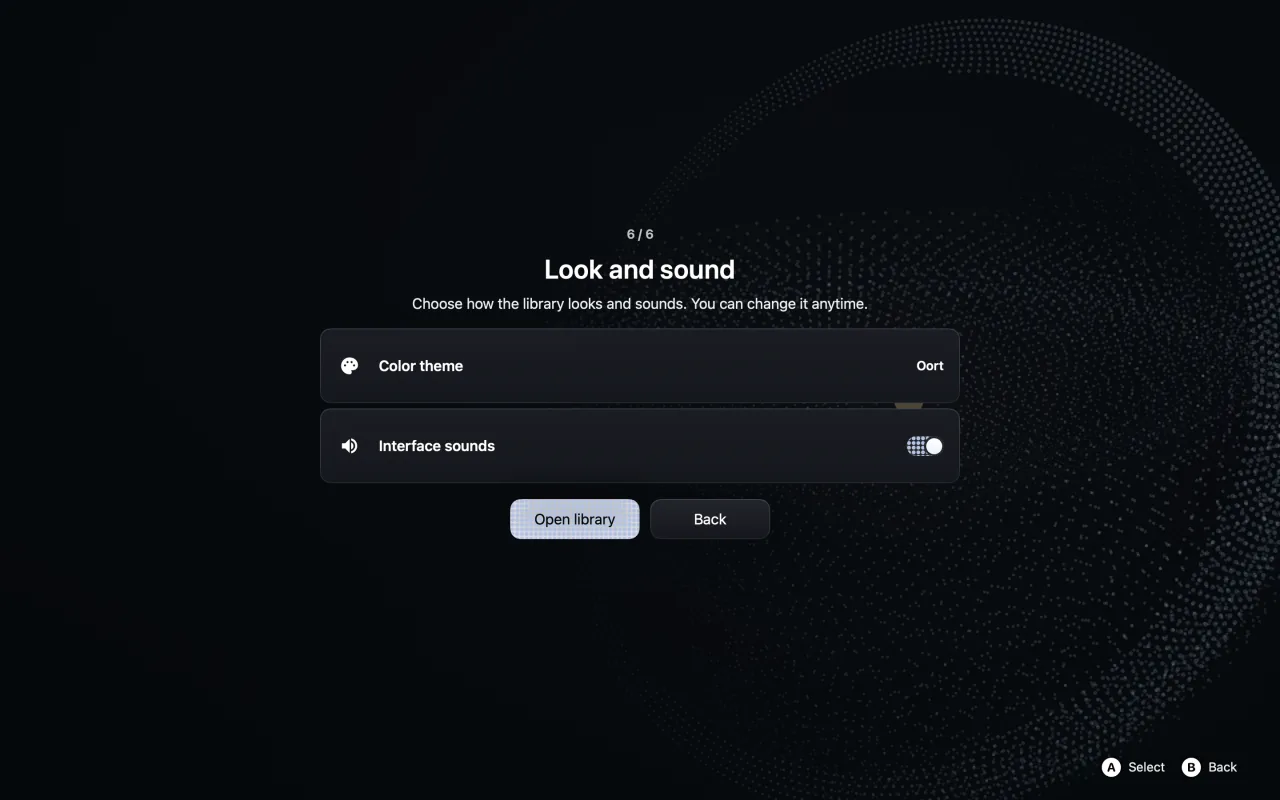 6 / 6
Look and sound
Choose how the library looks and sounds. You can change it anytime.
Color theme
Oort
Interface sounds
Open library
Back
A Select
B Back